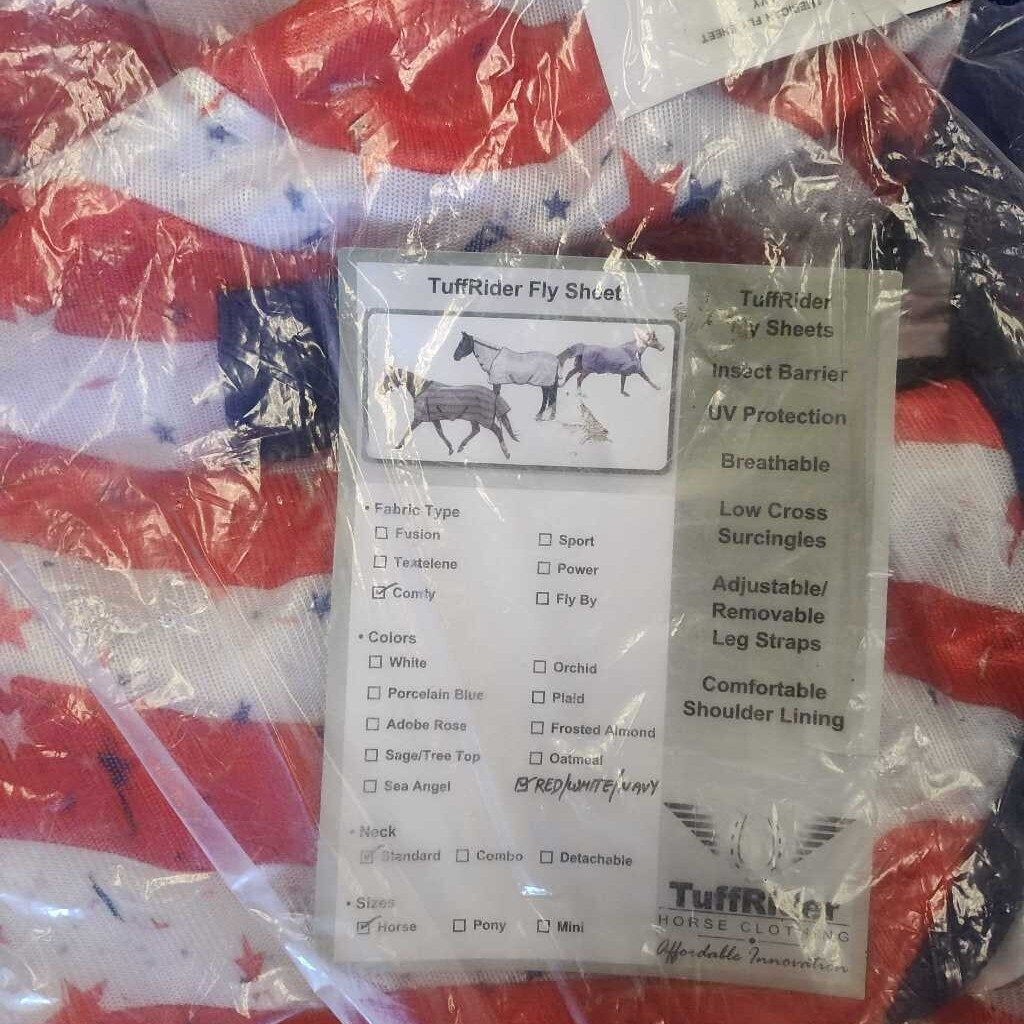 SHEET
TuffRider Fly Sheet
• Fabric Type
☐ Fusion ☐ Sport
☐ Textelene ☐ Power
☑ Comfy ☐ Fly By
• Colors
☐ White ☐ Orchid
☐ Porcelain Blue ☐ Plaid
☐ Adobe Rose ☐ Frosted Almond
☐ Sage/Tree Top ☐ Oatmeal
☐ Sea Angel ☑ RED/WHITE/NAVY
• Neck
☑ Standard ☐ Combo ☐ Detachable
• Sizes
☑ Horse ☐ Pony ☐ Mini
TuffRider
Fly Sheets
Insect Barrier
UV Protection
Breathable
Low Cross
Surcingles
Adjustable/
Removable
Leg Straps
Comfortable
Shoulder Lining
TuffRider
HORSE CLOTHING
Affordable Innovation